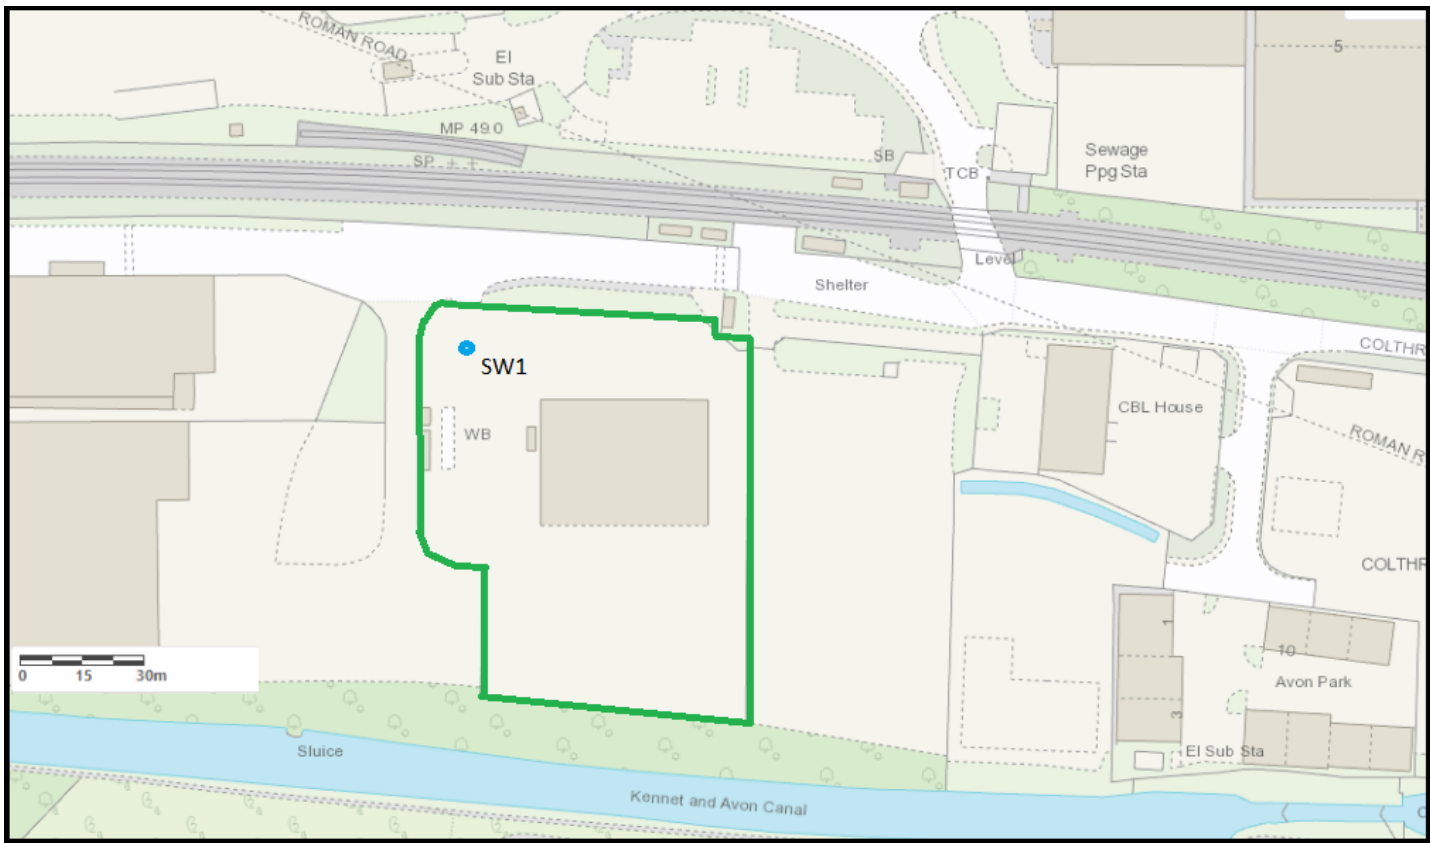 ROMAN ROAD
El
Sub Sta
5
MP 49.0
SP
SB
TCB
Sewage
Ppg Sta
Level
Shelter
COLTHR
SW1
WB
CBL House
ROMAN R
COLTHR
1
10
Avon Park
3
El Sub Sta
0 15 30m
Sluice
Kennet and Avon Canal